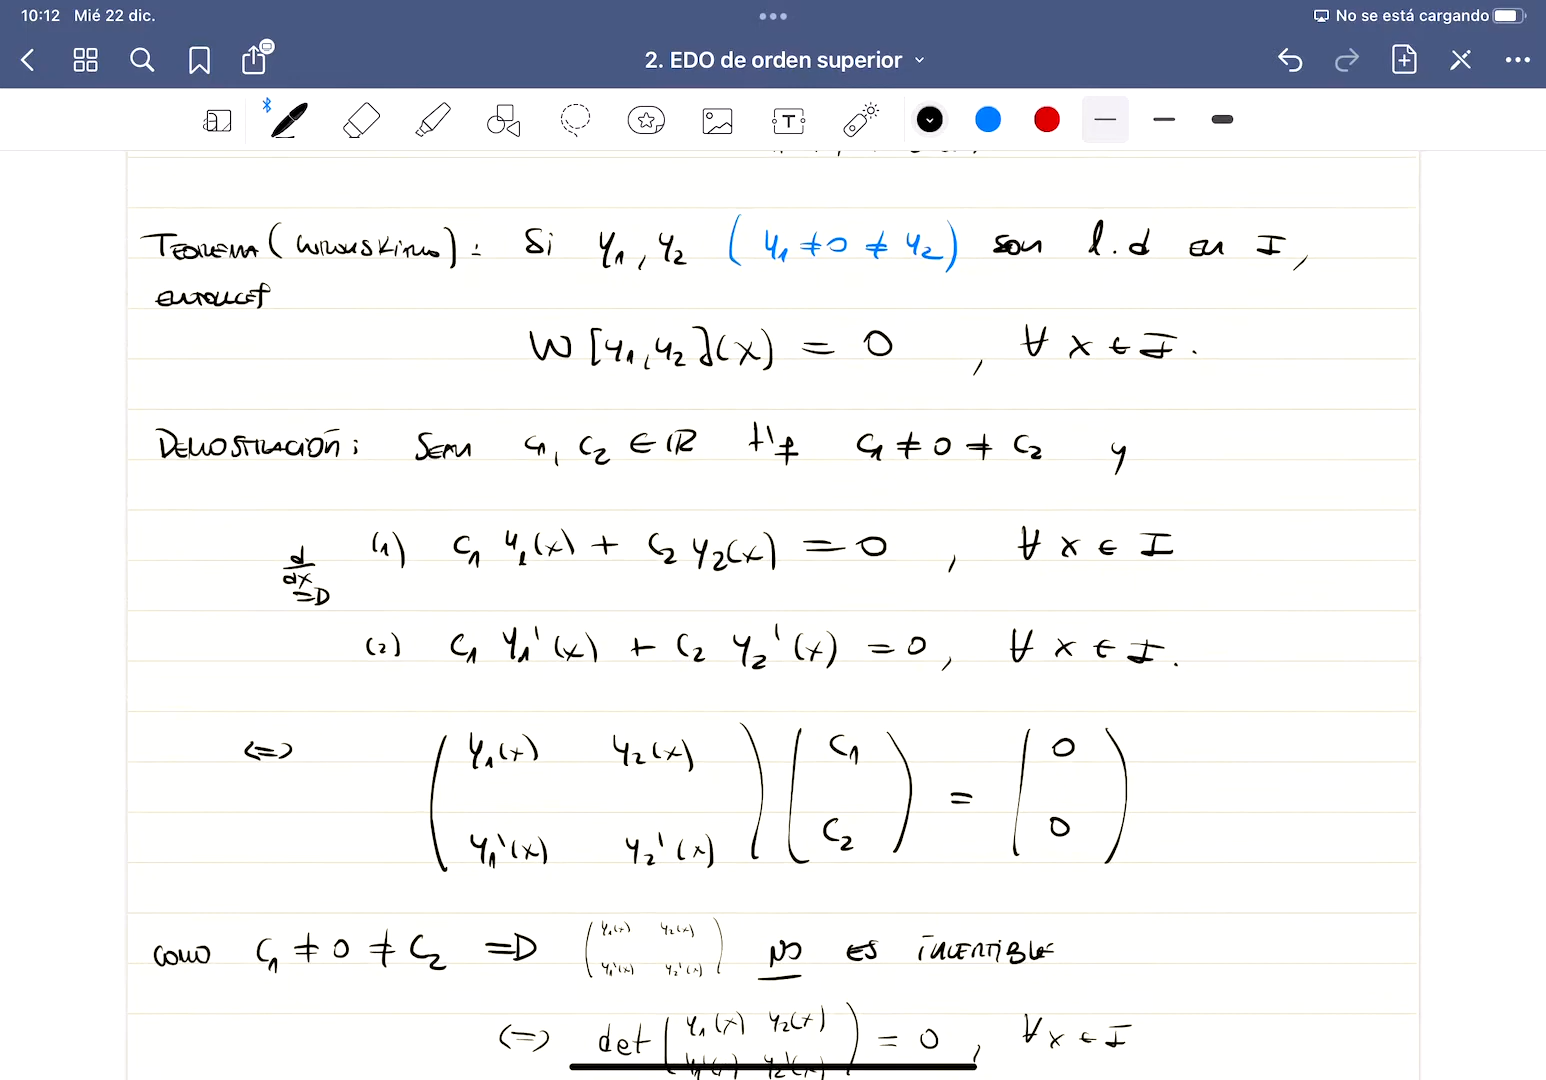 10:12 Mié 22 dic.
No se está cargando
2. EDO de orden superior
TEOREMA (WRONSKIANO): Si y₁, y₂ (y₁ ≠ 0 ≠ y₂) son l.d en I,
ENTONCES
W[y₁, y₂](x) = 0 , ∀ x ∈ I.
DEMOSTRACIÓN: SEAN C₁, C₂ ∈ ℝ t'q C₁ ≠ 0 ≠ C₂ y
(1) C₁ y₁(x) + C₂ y₂(x) = 0 , ∀ x ∈ I
d/dx ⇒
(2) C₁ y₁'(x) + C₂ y₂'(x) = 0, ∀ x ∈ I.
⇔ ( y₁(x) y₂(x) ) ( C₁ ) = ( 0 )
( y₁'(x) y₂'(x) ) ( C₂ ) ( 0 )
COMO C₁ ≠ 0 ≠ C₂ ⇒ ( y₁(x) y₂(x) ; y₁'(x) y₂'(x) ) NO ES INVERTIBLE
⇔ det ( y₁(x) y₂(x) ; y₁'(x) y₂'(x) ) = 0 , ∀ x ∈ I